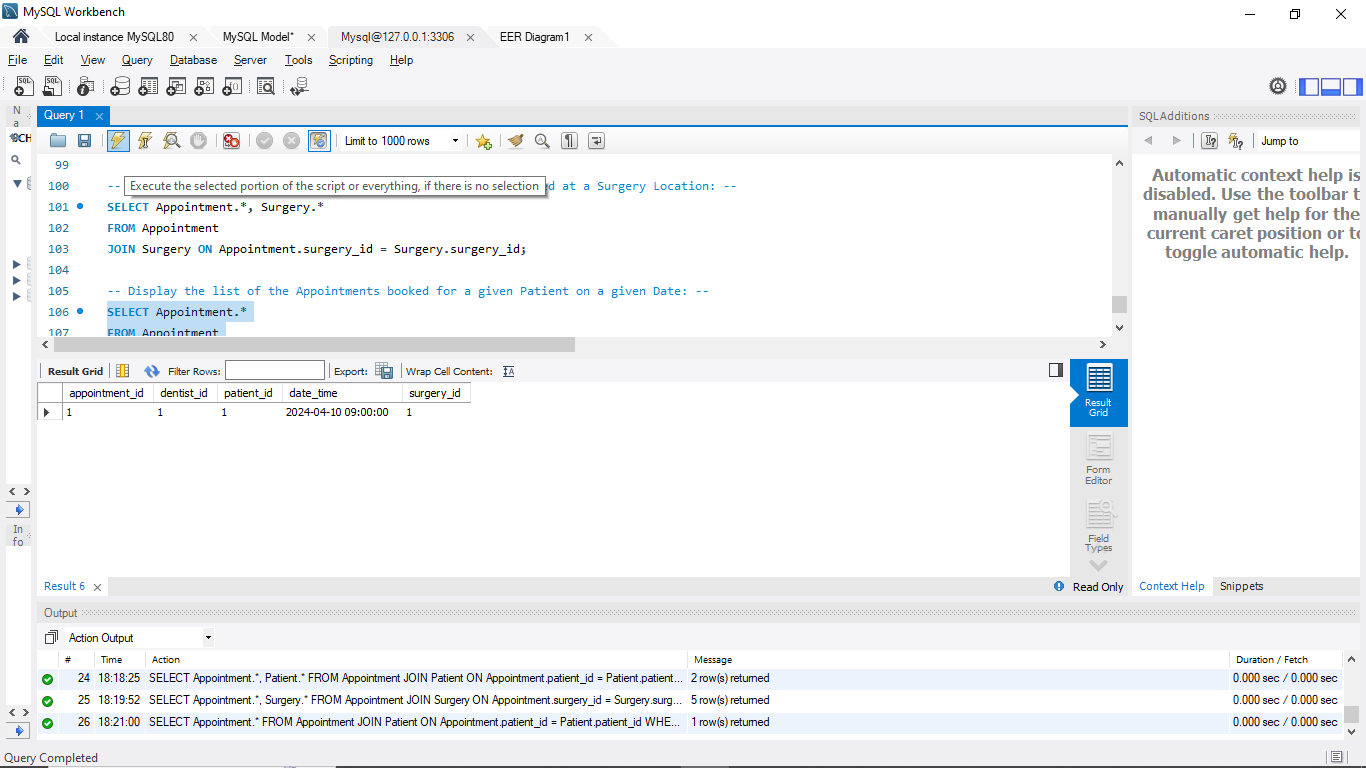 MySQL Workbench
Local instance MySQL80 MySQL Model* Mysql@127.0.0.1:3306 EER Diagram1
File Edit View Query Database Server Tools Scripting Help
N
a
Query 1
SQLAdditions
Limit to 1000 rows
Jump to
99
100 -- d at a Surgery Location: --
Execute the selected portion of the script or everything, if there is no selection
101 SELECT Appointment.*, Surgery.*
102 FROM Appointment
103 JOIN Surgery ON Appointment.surgery_id = Surgery.surgery_id;
104
105 -- Display the list of the Appointments booked for a given Patient on a given Date: --
106 SELECT Appointment.*
107 FROM Appointment
Automatic context help is
disabled. Use the toolbar t
manually get help for the
current caret position or to
toggle automatic help.
Result Grid Filter Rows: Export: Wrap Cell Content:
appointment_id dentist_id patient_id date_time surgery_id
1 1 1 2024-04-10 09:00:00 1
Result
Grid
Form
Editor
Field
Types
In
fo
Result 6
Read Only
Context Help Snippets
Output
Action Output
# Time Action Message Duration / Fetch
24 18:18:25 SELECT Appointment.*, Patient.* FROM Appointment JOIN Patient ON Appointment.patient_id = Patient.patient... 2 row(s) returned 0.000 sec / 0.000 sec
25 18:19:52 SELECT Appointment.*, Surgery.* FROM Appointment JOIN Surgery ON Appointment.surgery_id = Surgery.surg... 5 row(s) returned 0.000 sec / 0.000 sec
26 18:21:00 SELECT Appointment.* FROM Appointment JOIN Patient ON Appointment.patient_id = Patient.patient_id WHE... 1 row(s) returned 0.000 sec / 0.000 sec
Query Completed